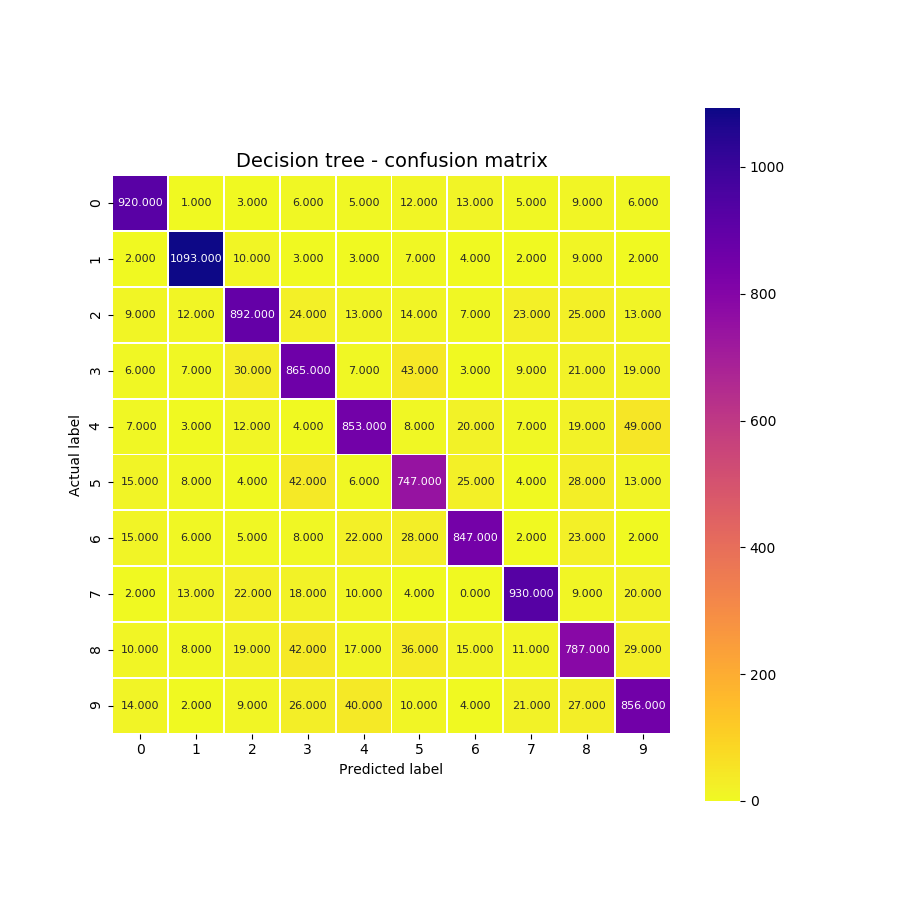 Decision tree - confusion matrix
0 920.000 1.000 3.000 6.000 5.000 12.000 13.000 5.000 9.000 6.000
1 2.000 1093.000 10.000 3.000 3.000 7.000 4.000 2.000 9.000 2.000
2 9.000 12.000 892.000 24.000 13.000 14.000 7.000 23.000 25.000 13.000
3 6.000 7.000 30.000 865.000 7.000 43.000 3.000 9.000 21.000 19.000
4 7.000 3.000 12.000 4.000 853.000 8.000 20.000 7.000 19.000 49.000
5 15.000 8.000 4.000 42.000 6.000 747.000 25.000 4.000 28.000 13.000
6 15.000 6.000 5.000 8.000 22.000 28.000 847.000 2.000 23.000 2.000
7 2.000 13.000 22.000 18.000 10.000 4.000 0.000 930.000 9.000 20.000
8 10.000 8.000 19.000 42.000 17.000 36.000 15.000 11.000 787.000 29.000
9 14.000 2.000 9.000 26.000 40.000 10.000 4.000 21.000 27.000 856.000
0 1 2 3 4 5 6 7 8 9
Predicted label
Actual label
1000
800
600
400
200
0